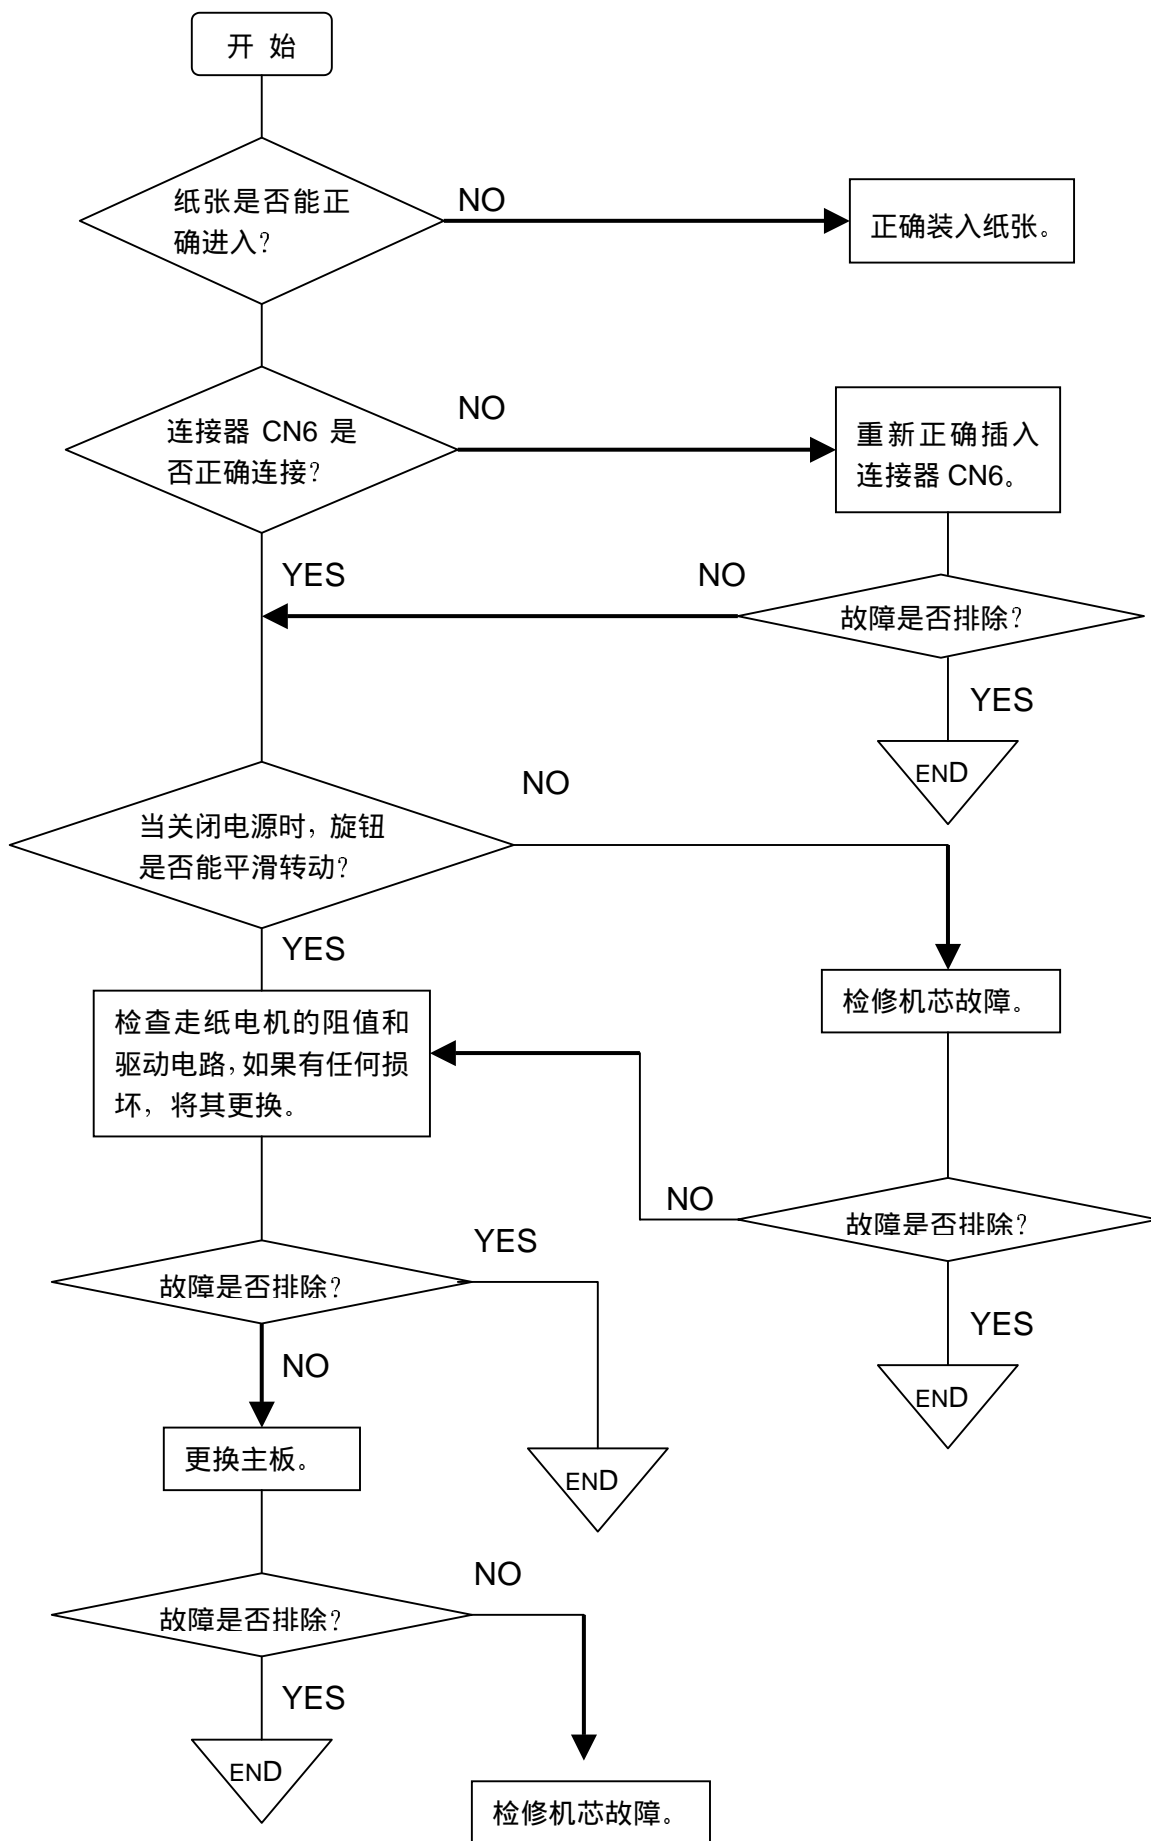 开 始
纸张是否能正
确进入?
NO
正确装入纸张。
连接器 CN6 是
否正确连接?
NO
重新正确插入
连接器 CN6。
YES
NO
故障是否排除?
YES
END
当关闭电源时，旋钮
是否能平滑转动?
NO
YES
检修机芯故障。
检查走纸电机的阻值和
驱动电路，如果有任何损
坏，将其更换。
NO
故障是否排除?
YES
END
故障是否排除?
YES
END
NO
更换主板。
故障是否排除?
NO
YES
END
检修机芯故障。